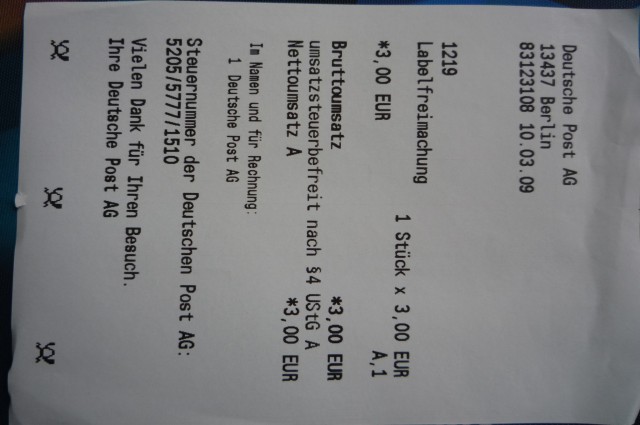 Deutsche Post AG
13437 Berlin
83123108 10.03.09
1219
Labelfreimachung
1 Stück x 3,00 EUR
*3,00 EUR A,1
Bruttoumsatz *3,00 EUR
umsatzsteuerbefreit nach §4 UStG A
Nettoumsatz A *3,00 EUR
Im Namen und für Rechnung:
1 Deutsche Post AG
Steuernummer der Deutschen Post AG:
5205/5777/1510
Vielen Dank für Ihren Besuch.
Ihre Deutsche Post AG